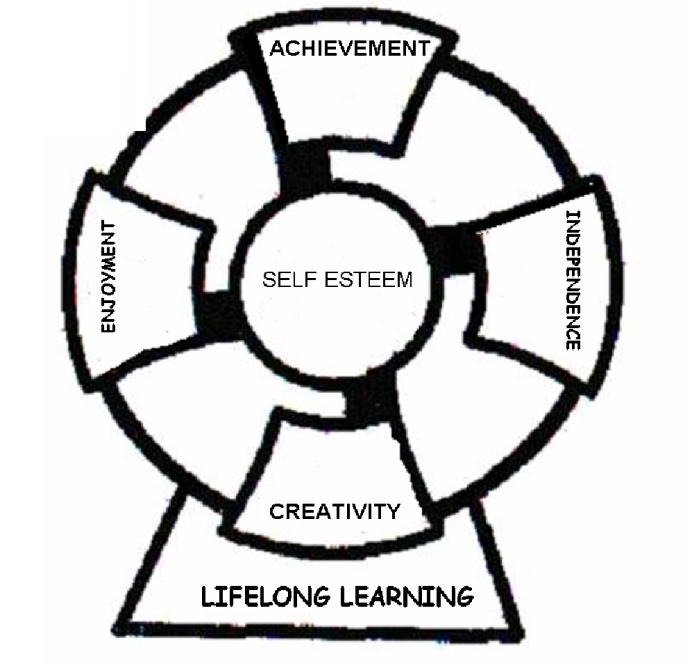 ACHIEVEMENT
ENJOYMENT
INDEPENDENCE
SELF ESTEEM
CREATIVITY
LIFELONG LEARNING